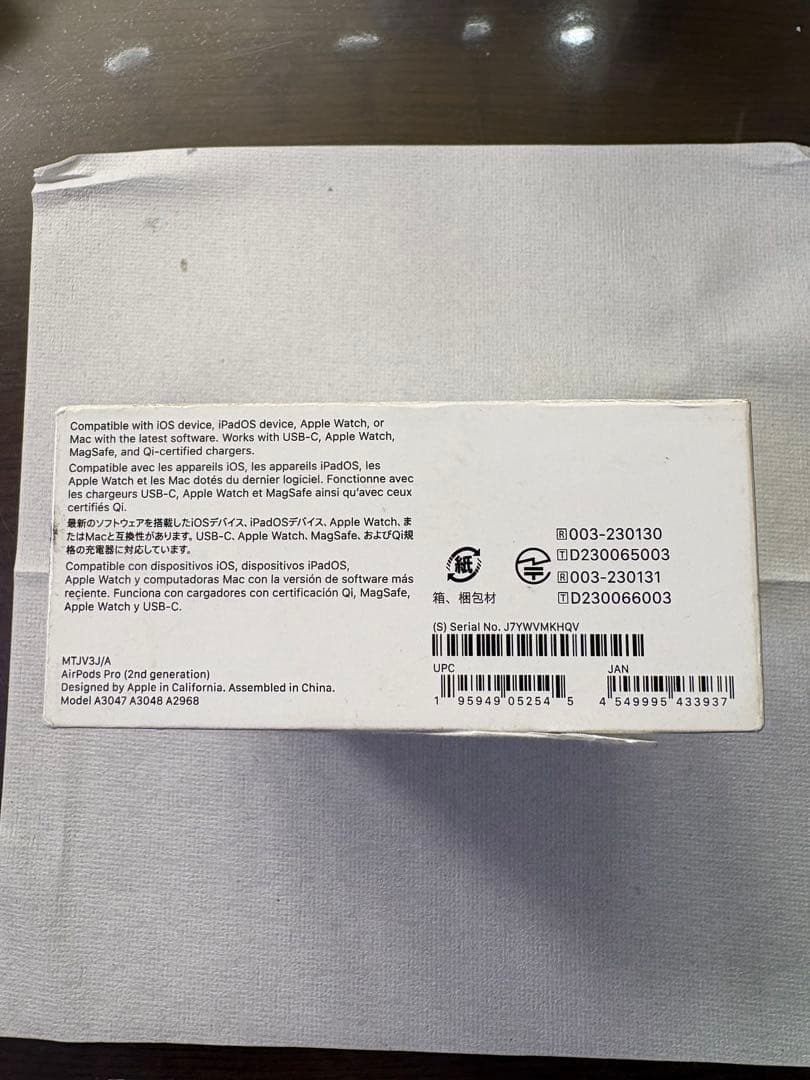 Compatible with iOS device, iPadOS device, Apple Watch, or
Mac with the latest software. Works with USB-C, Apple Watch,
MagSafe, and Qi-certified chargers.
Compatible avec les appareils iOS, les appareils iPadOS, les
Apple Watch et les Mac dotés du dernier logiciel. Fonctionne avec
les chargeurs USB-C, Apple Watch et MagSafe ainsi qu'avec ceux
certifiés Qi.
最新のソフトウェアを搭載したiOSデバイス、iPadOSデバイス、Apple Watch、ま
たはMacと互換性があります。USB-C、Apple Watch、MagSafe、およびQi規
格の充電器に対応しています。
Compatible con dispositivos iOS, dispositivos iPadOS,
Apple Watch y computadoras Mac con la versión de software más
reciente. Funciona con cargadores con certificación Qi, MagSafe,
Apple Watch y USB-C.
MTJV3J/A
AirPods Pro (2nd generation)
Designed by Apple in California. Assembled in China.
Model A3047 A3048 A2968
紙
箱、梱包材
R 003-230130
T D230065003
R 003-230131
T D230066003
(S) Serial No. J7YWVMKHQV
UPC
1 95949 05254 5
JAN
4 549995 433937